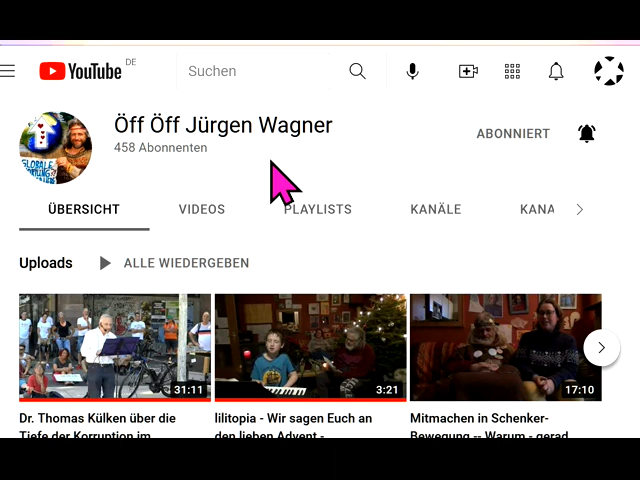 YouTube DE
Suchen
Öff Öff Jürgen Wagner
458 Abonnenten
ABONNIERT
ÜBERSICHT VIDEOS PLAYLISTS KANÄLE KANA
Uploads ALLE WIEDERGEBEN
GLOBALE
31:11 3:21 17:10
Dr. Thomas Külken über die
Tiefe der Korruption im
lilitopia - Wir sagen Euch an
den lieben Advent -
Mitmachen in Schenker-
Bewegung -- Warum - gerad